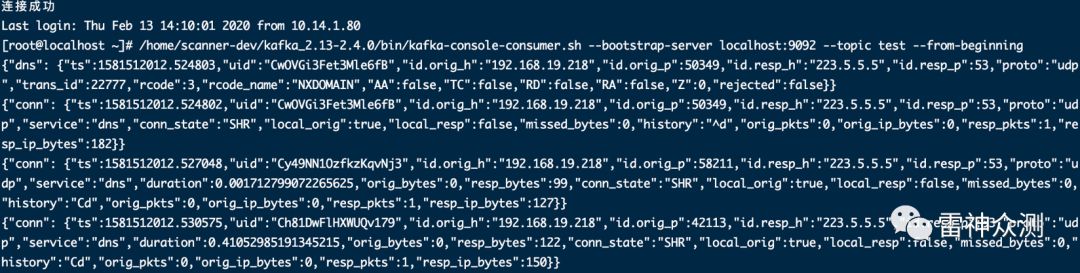 连接成功
Last login: Thu Feb 13 14:10:01 2020 from 10.14.1.80
[root@localhost ~]# /home/scanner-dev/kafka_2.13-2.4.0/bin/kafka-console-consumer.sh --bootstrap-server localhost:9092 --topic test --from-beginning
{"dns": {"ts":1581512012.524803,"uid":"CwOVGi3Fet3Mle6fB","id.orig_h":"192.168.19.218","id.orig_p":50349,"id.resp_h":"223.5.5.5","id.resp_p":53,"proto":"udp
","trans_id":22777,"rcode":3,"rcode_name":"NXDOMAIN","AA":false,"TC":false,"RD":false,"RA":false,"Z":0,"rejected":false}}
{"conn": {"ts":1581512012.524802,"uid":"CwOVGi3Fet3Mle6fB","id.orig_h":"192.168.19.218","id.orig_p":50349,"id.resp_h":"223.5.5.5","id.resp_p":53,"proto":"u
dp","service":"dns","conn_state":"SHR","local_orig":true,"local_resp":false,"missed_bytes":0,"history":"^d","orig_pkts":0,"orig_ip_bytes":0,"resp_pkts":1,"re
sp_ip_bytes":182}}
{"conn": {"ts":1581512012.527048,"uid":"Cy49NN1OzfkzKqvNj3","id.orig_h":"192.168.19.218","id.orig_p":58211,"id.resp_h":"223.5.5.5","id.resp_p":53,"proto":"u
dp","service":"dns","duration":0.001712799072265625,"orig_bytes":0,"resp_bytes":99,"conn_state":"SHR","local_orig":true,"local_resp":false,"missed_bytes":0,
"history":"Cd","orig_pkts":0,"orig_ip_bytes":0,"resp_pkts":1,"resp_ip_bytes":127}}
{"conn": {"ts":1581512012.530575,"uid":"Ch81DwFlHXWUQv179","id.orig_h":"192.168.19.218","id.orig_p":42113,"id.resp_h":"223.5.5.5","id.resp_p":53,"proto":"ud
p","service":"dns","duration":0.41052985191345215,"orig_bytes":0,"resp_bytes":122,"conn_state":"SHR","local_orig":true,"local_resp":false,"missed_bytes":0,"
history":"Cd","orig_pkts":0,"orig_ip_bytes":0,"resp_pkts":1,"resp_ip_bytes":150}}
雷神众测